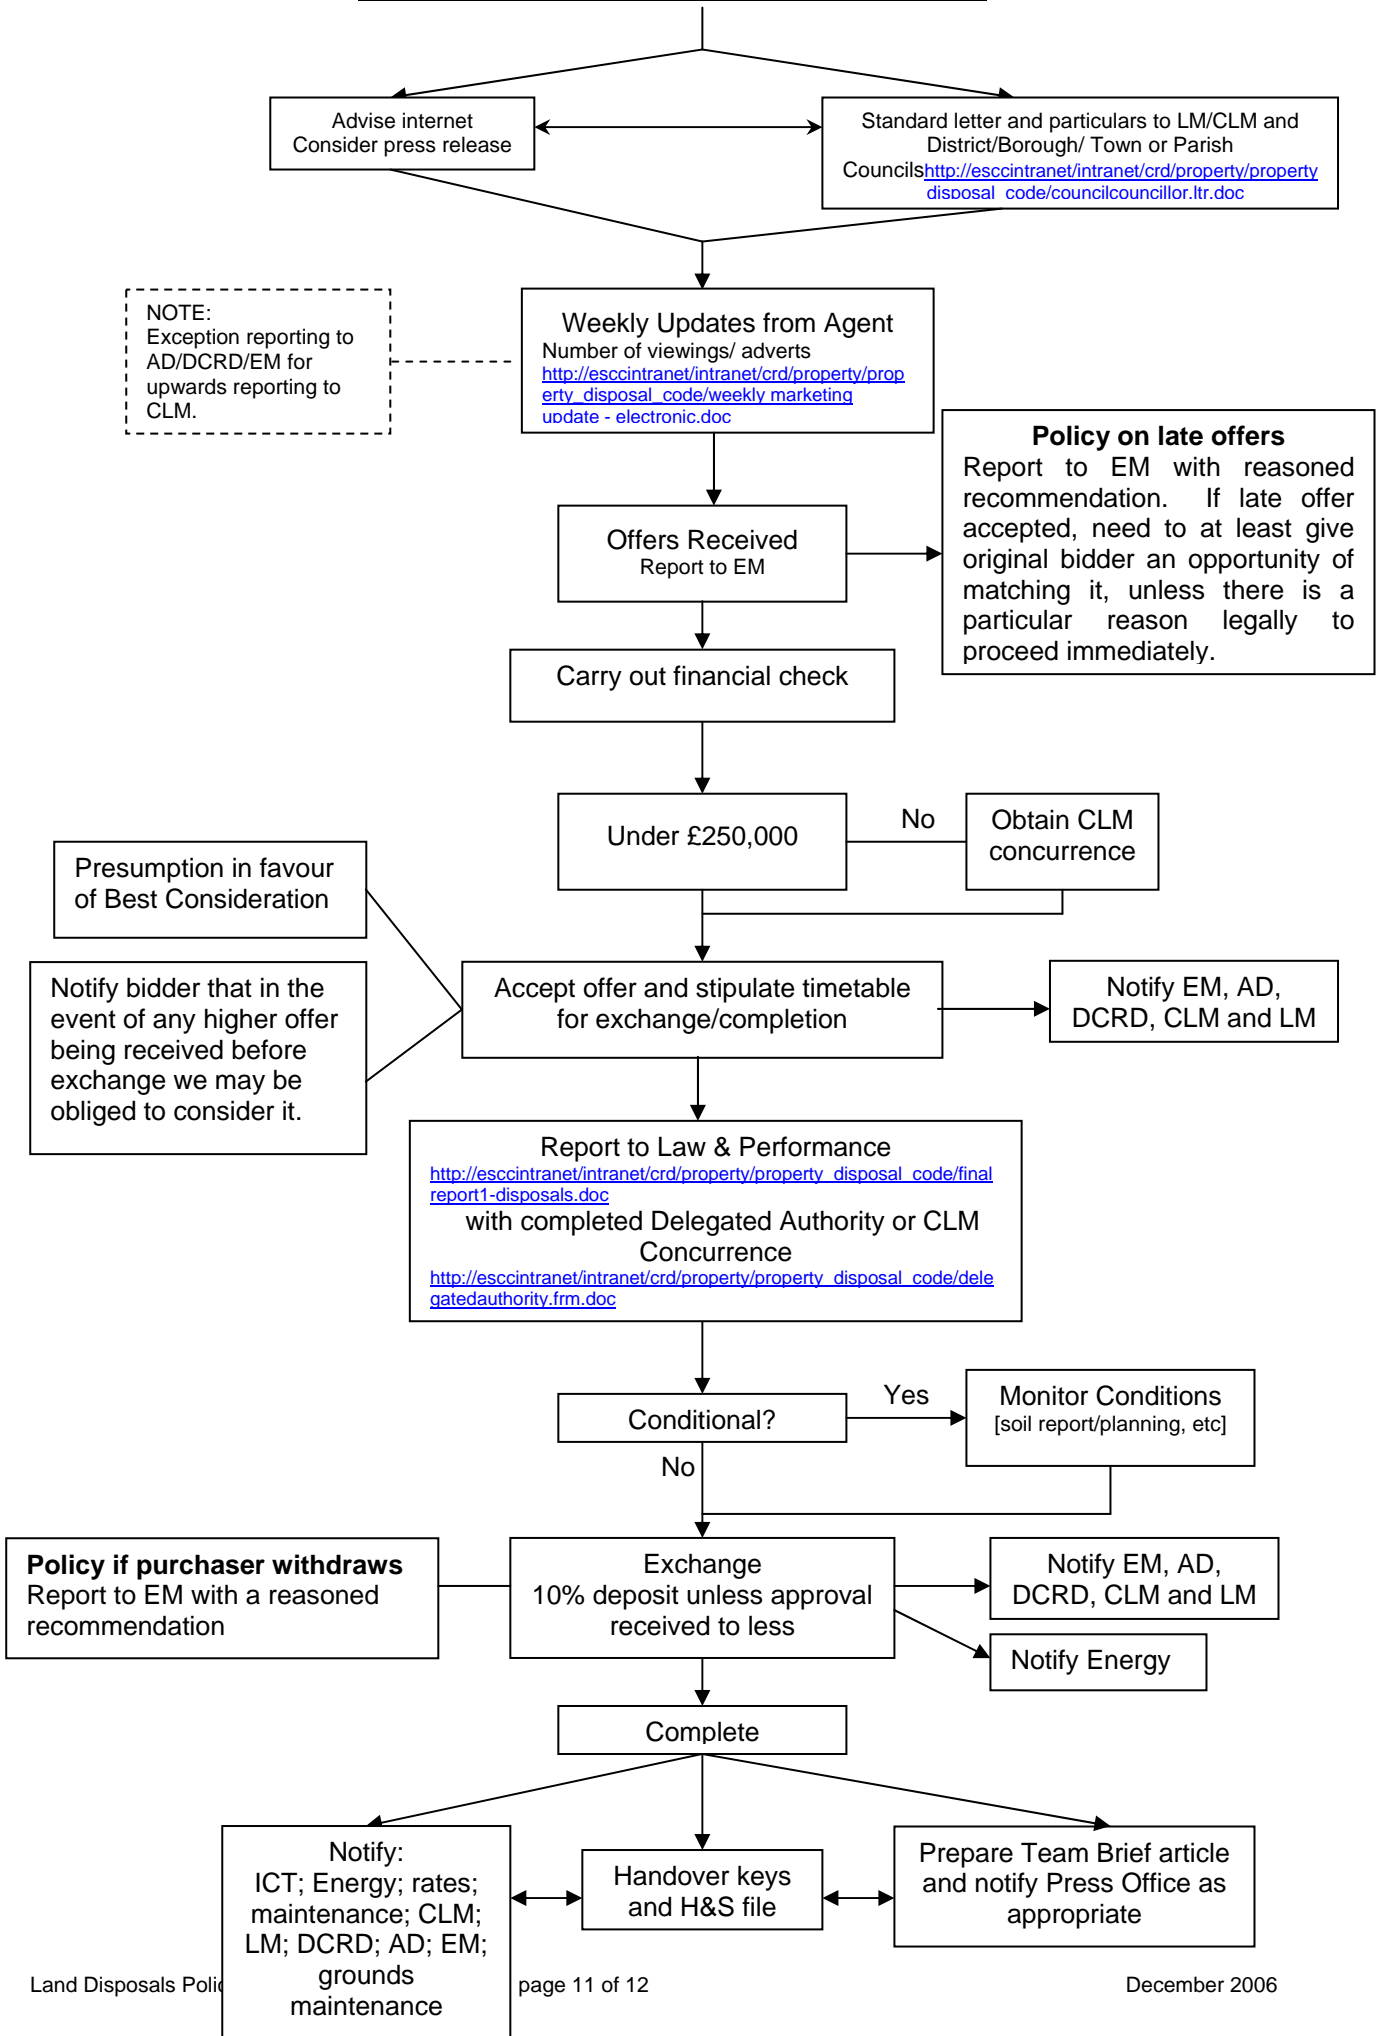 Advise internet
Consider press release
Standard letter and particulars to LM/CLM and
District/Borough/ Town or Parish
Councilshttp://esccintranet/intranet/crd/property/property
disposal_code/councilcouncillor.ltr.doc
NOTE:
Exception reporting to
AD/DCRD/EM for
upwards reporting to
CLM.
Weekly Updates from Agent
Number of viewings/ adverts
http://esccintranet/intranet/crd/property/prop
erty_disposal_code/weekly marketing
update - electronic.doc
Policy on late offers
Report to EM with reasoned
recommendation. If late offer
accepted, need to at least give
original bidder an opportunity of
matching it, unless there is a
particular reason legally to
proceed immediately.
Offers Received
Report to EM
Carry out financial check
Under £250,000
No
Obtain CLM
concurrence
Presumption in favour
of Best Consideration
Notify bidder that in the
event of any higher offer
being received before
exchange we may be
obliged to consider it.
Accept offer and stipulate timetable
for exchange/completion
Notify EM, AD,
DCRD, CLM and LM
Report to Law & Performance
http://esccintranet/intranet/crd/property/property_disposal_code/final
report1-disposals.doc
with completed Delegated Authority or CLM
Concurrence
http://esccintranet/intranet/crd/property/property_disposal_code/dele
gatedauthority.frm.doc
Conditional?
Yes
Monitor Conditions
[soil report/planning, etc]
No
Policy if purchaser withdraws
Report to EM with a reasoned
recommendation
Exchange
10% deposit unless approval
received to less
Notify EM, AD,
DCRD, CLM and LM
Notify Energy
Complete
Notify:
ICT; Energy; rates;
maintenance; CLM;
LM; DCRD; AD; EM;
grounds
maintenance
Handover keys
and H&S file
Prepare Team Brief article
and notify Press Office as
appropriate
Land Disposals Polic
page 11 of 12
December 2006